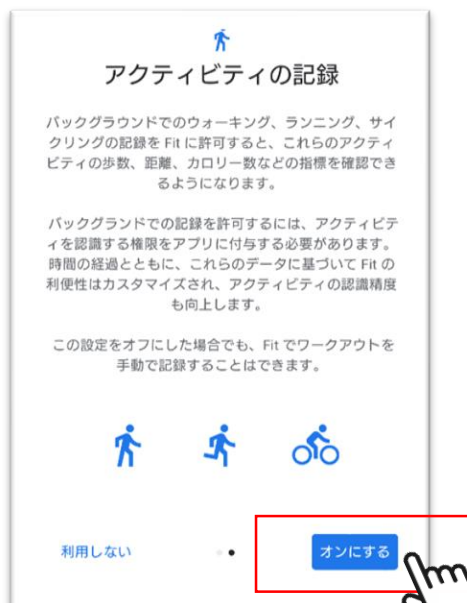 アクティビティの記録
バックグラウンドでのウォーキング、ランニング、サイ
クリングの記録を Fit に許可すると、これらのアクティ
ビティの歩数、距離、カロリー数などの指標を確認でき
るようになります。
バックグランドでの記録を許可するには、アクティビテ
ィを認識する権限をアプリに付与する必要があります。
時間の経過とともに、これらのデータに基づいて Fit の
利便性はカスタマイズされ、アクティビティの認識精度
も向上します。
この設定をオフにした場合でも、Fit でワークアウトを
手動で記録することはできます。
利用しない
オンにする